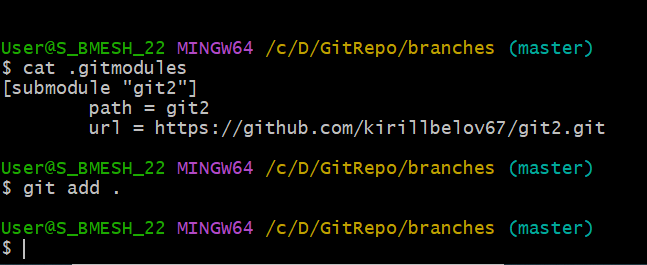 User@S_BMESH_22 MINGW64 /c/D/GitRepo/branches (master)
$ cat .gitmodules
[submodule "git2"]
        path = git2
        url = https://github.com/kirillbelov67/git2.git
User@S_BMESH_22 MINGW64 /c/D/GitRepo/branches (master)
$ git add .
User@S_BMESH_22 MINGW64 /c/D/GitRepo/branches (master)
$